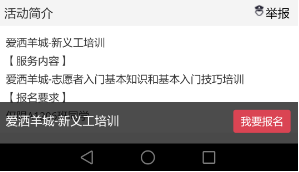 活动简介
举报
爱洒羊城-新义工培训
【 服务内容 】
爱洒羊城-志愿者入门基本知识和基本入门技巧培训
【 报名要求 】
爱洒羊城-新义工培训
我要报名